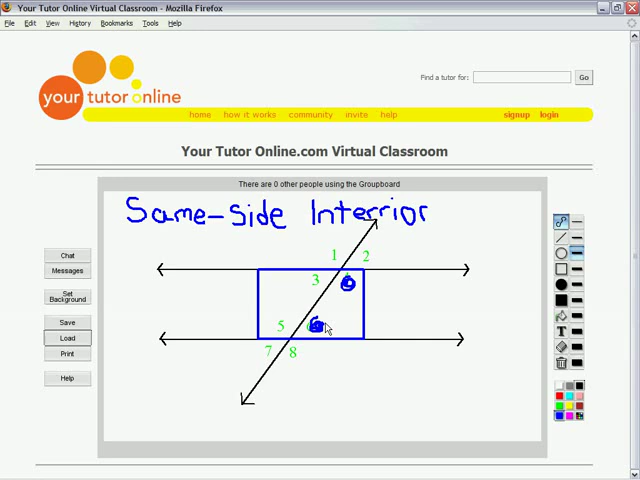 Your Tutor Online Virtual Classroom - Mozilla Firefox
File Edit View History Bookmarks Tools Help
your tutor online
Find a tutor for: Go
home how it works community invite help signup login
Your Tutor Online.com Virtual Classroom
There are 0 other people using the Groupboard
Same-Side Interrior
Chat
Messages
Set Background
Save
Load
Print
Help
1 2
3
5
7 8
T